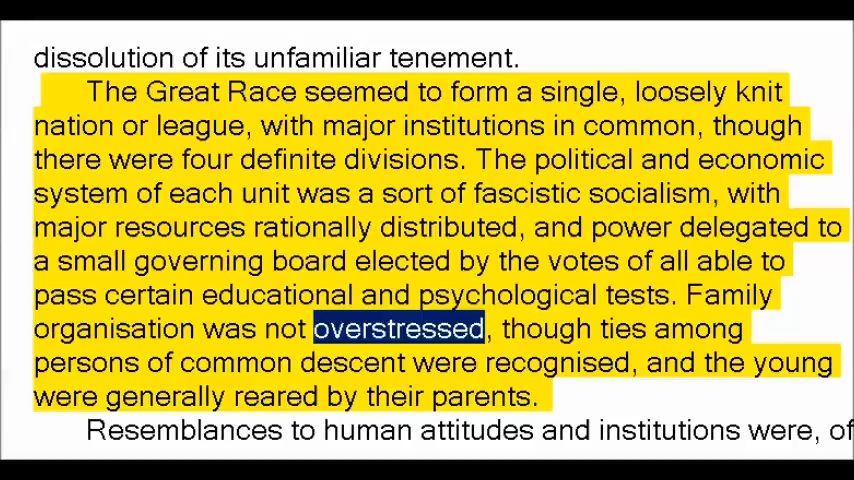 dissolution of its unfamiliar tenement.
The Great Race seemed to form a single, loosely knit
nation or league, with major institutions in common, though
there were four definite divisions. The political and economic
system of each unit was a sort of fascistic socialism, with
major resources rationally distributed, and power delegated to
a small governing board elected by the votes of all able to
pass certain educational and psychological tests. Family
organisation was not overstressed, though ties among
persons of common descent were recognised, and the young
were generally reared by their parents.
Resemblances to human attitudes and institutions were, of